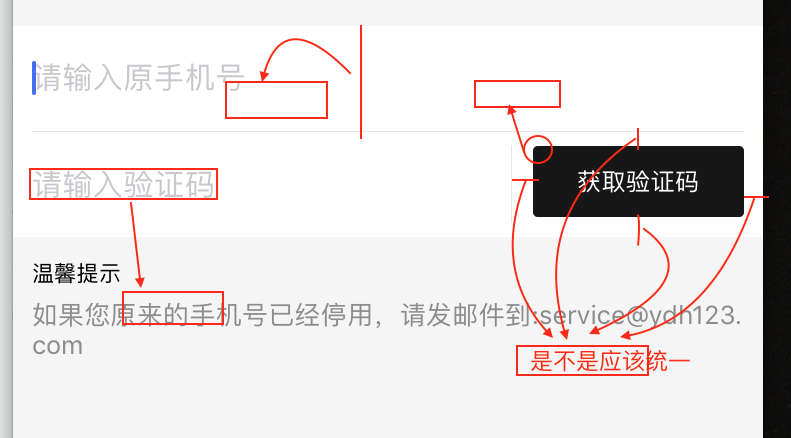 请输入原手机号
请输入验证码
获取验证码
温馨提示
如果您原来的手机号已经停用，请发邮件到:service@ydh123.
com
是不是应该统一